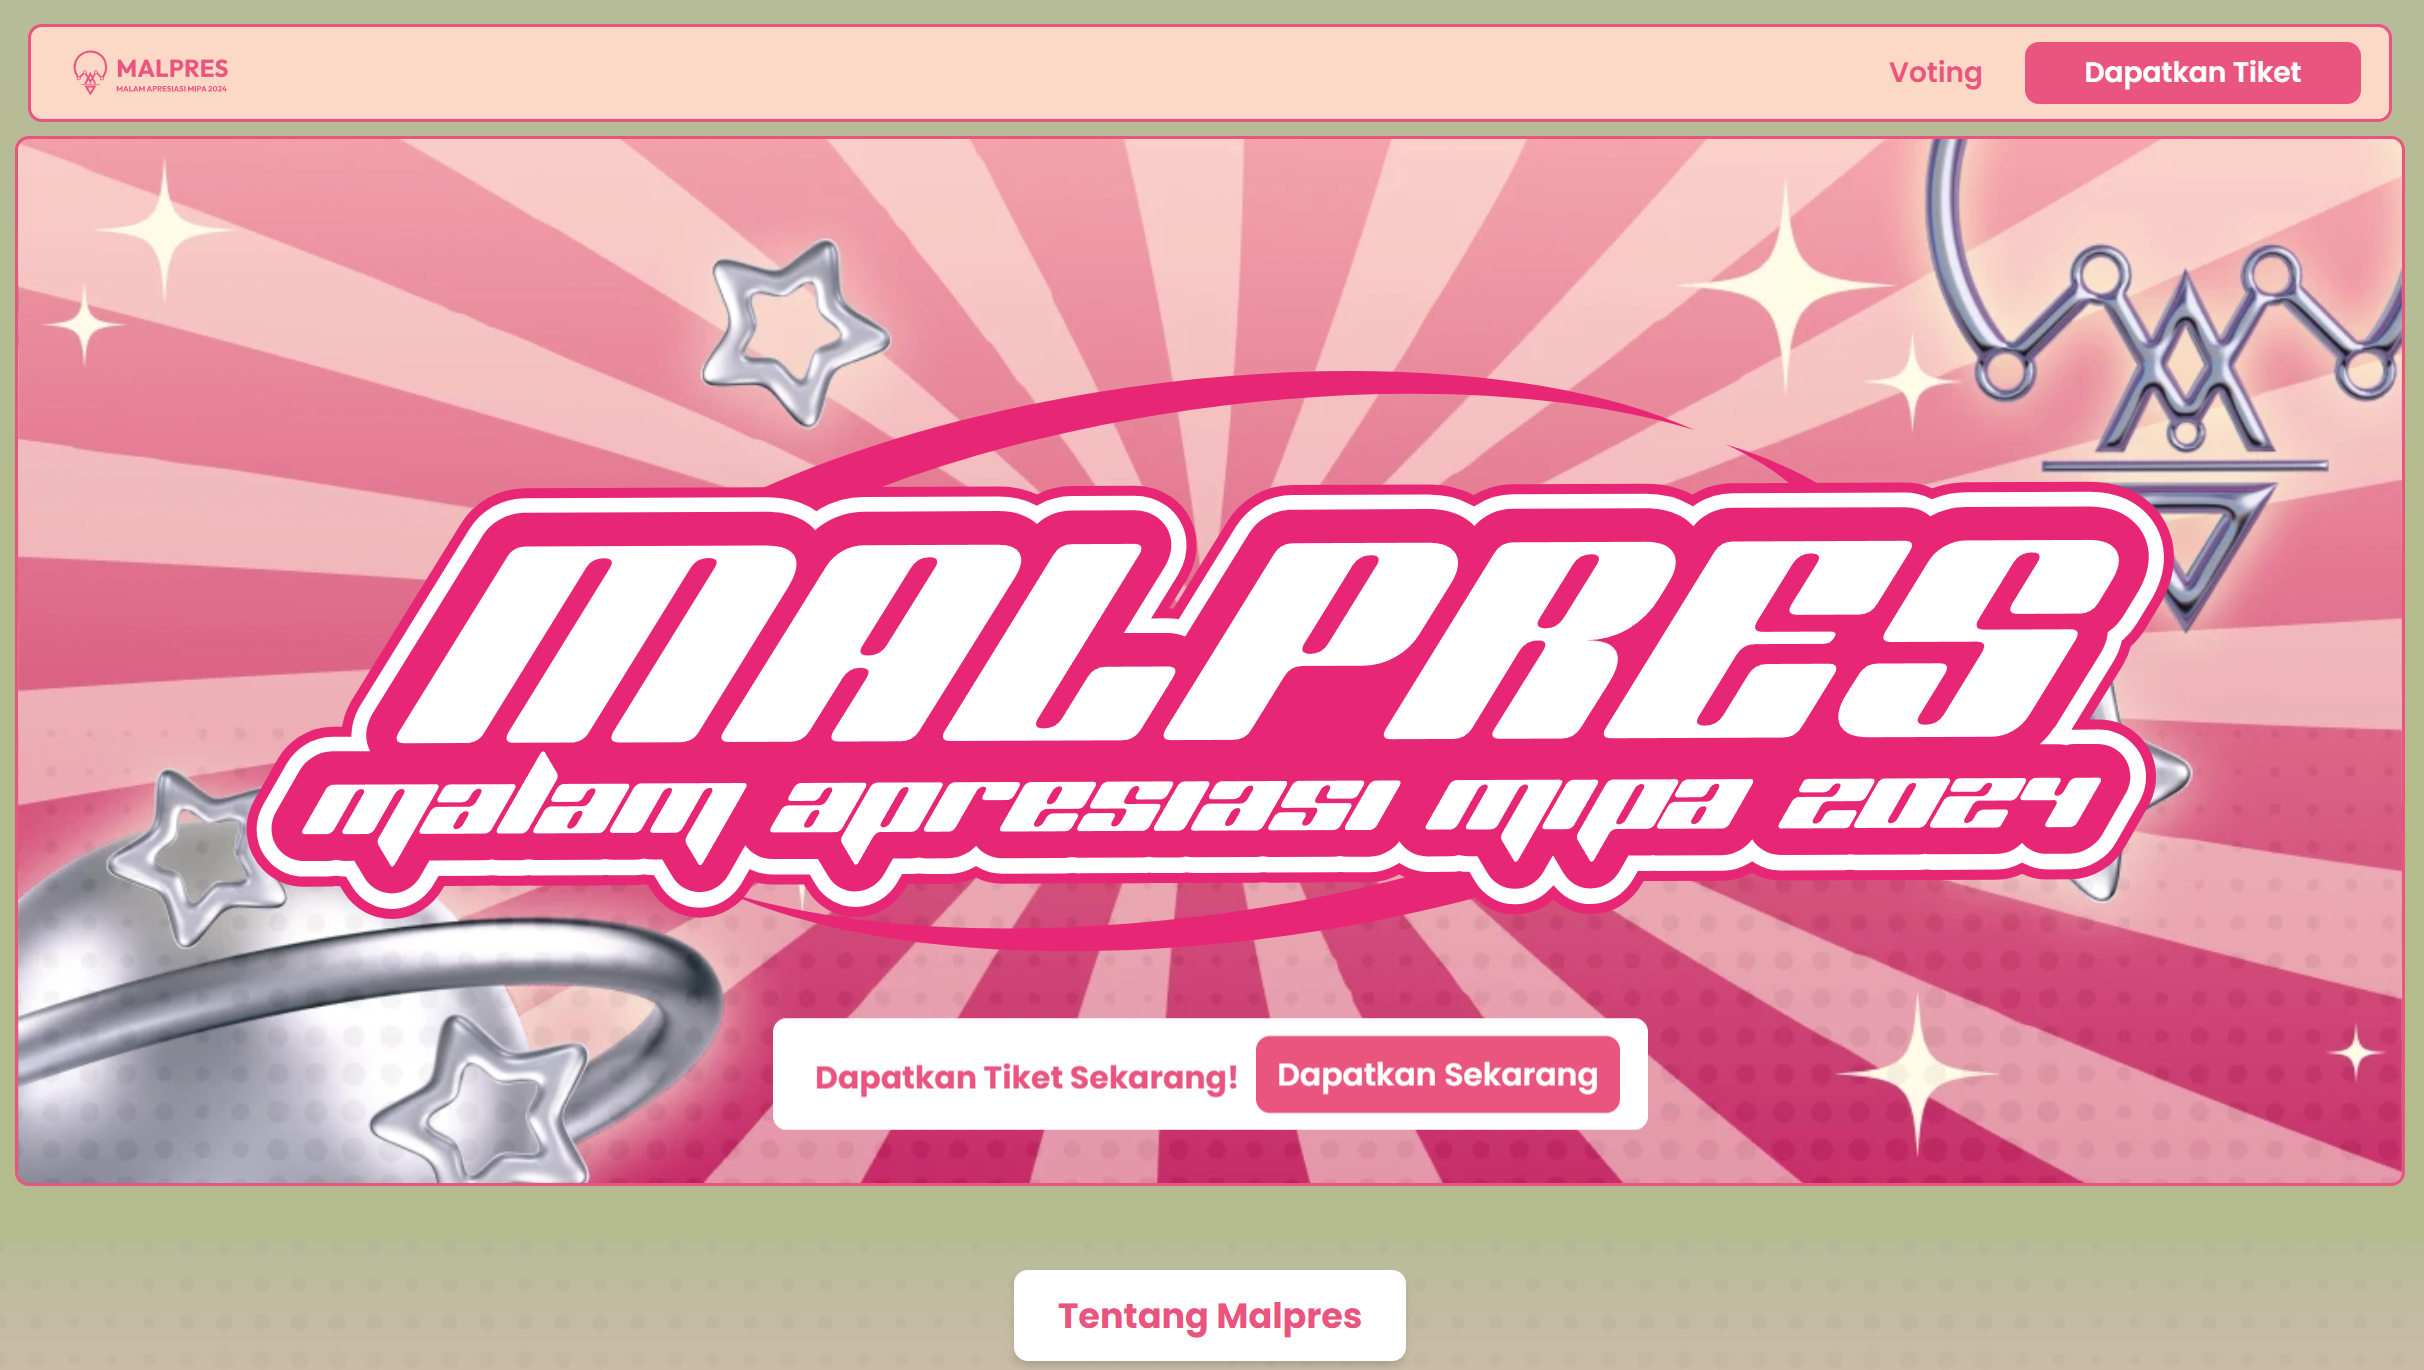 MALPRES
MALAM APRESIASI MIPA 2024
Voting
Dapatkan Tiket
MALPRES
malam apresiasi mipa 2024
Dapatkan Tiket Sekarang!
Dapatkan Sekarang
Tentang Malpres